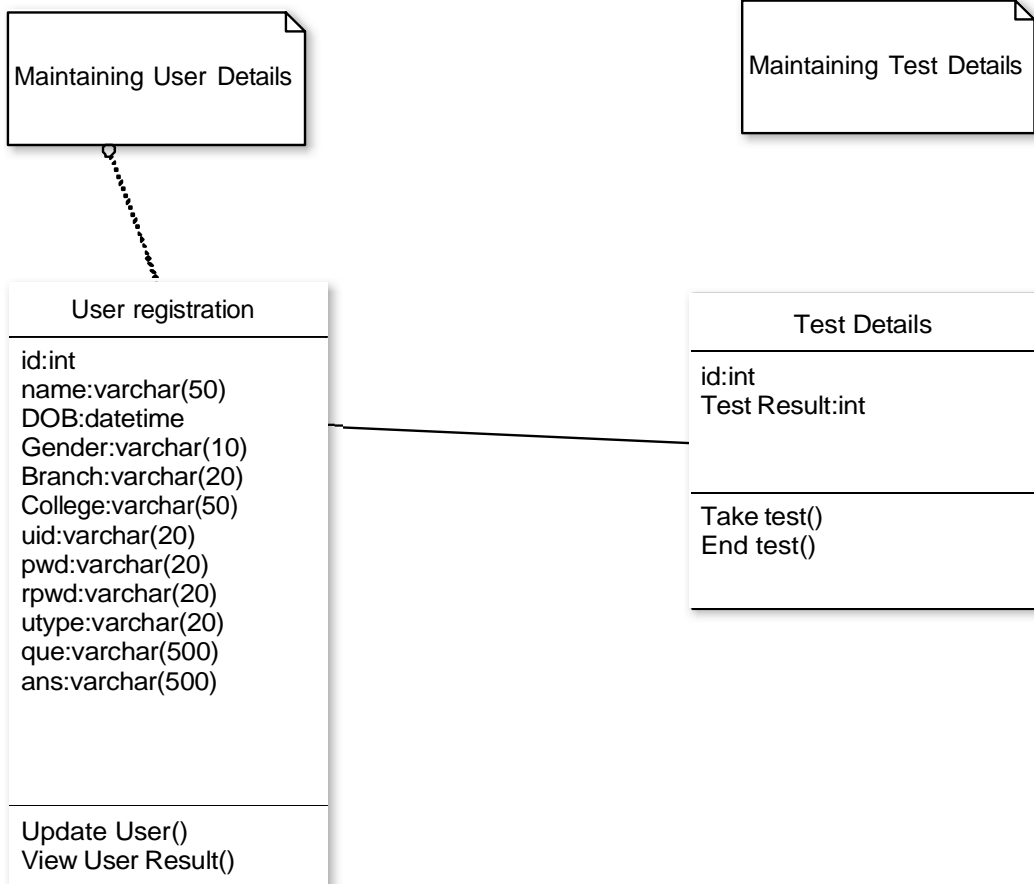 Maintaining User Details
Maintaining Test Details
User registration
id:int
name:varchar(50)
DOB:datetime
Gender:varchar(10)
Branch:varchar(20)
College:varchar(50)
uid:varchar(20)
pwd:varchar(20)
rpwd:varchar(20)
utype:varchar(20)
que:varchar(500)
ans:varchar(500)
Update User()
View User Result()
Test Details
id:int
Test Result:int
Take test()
End test()